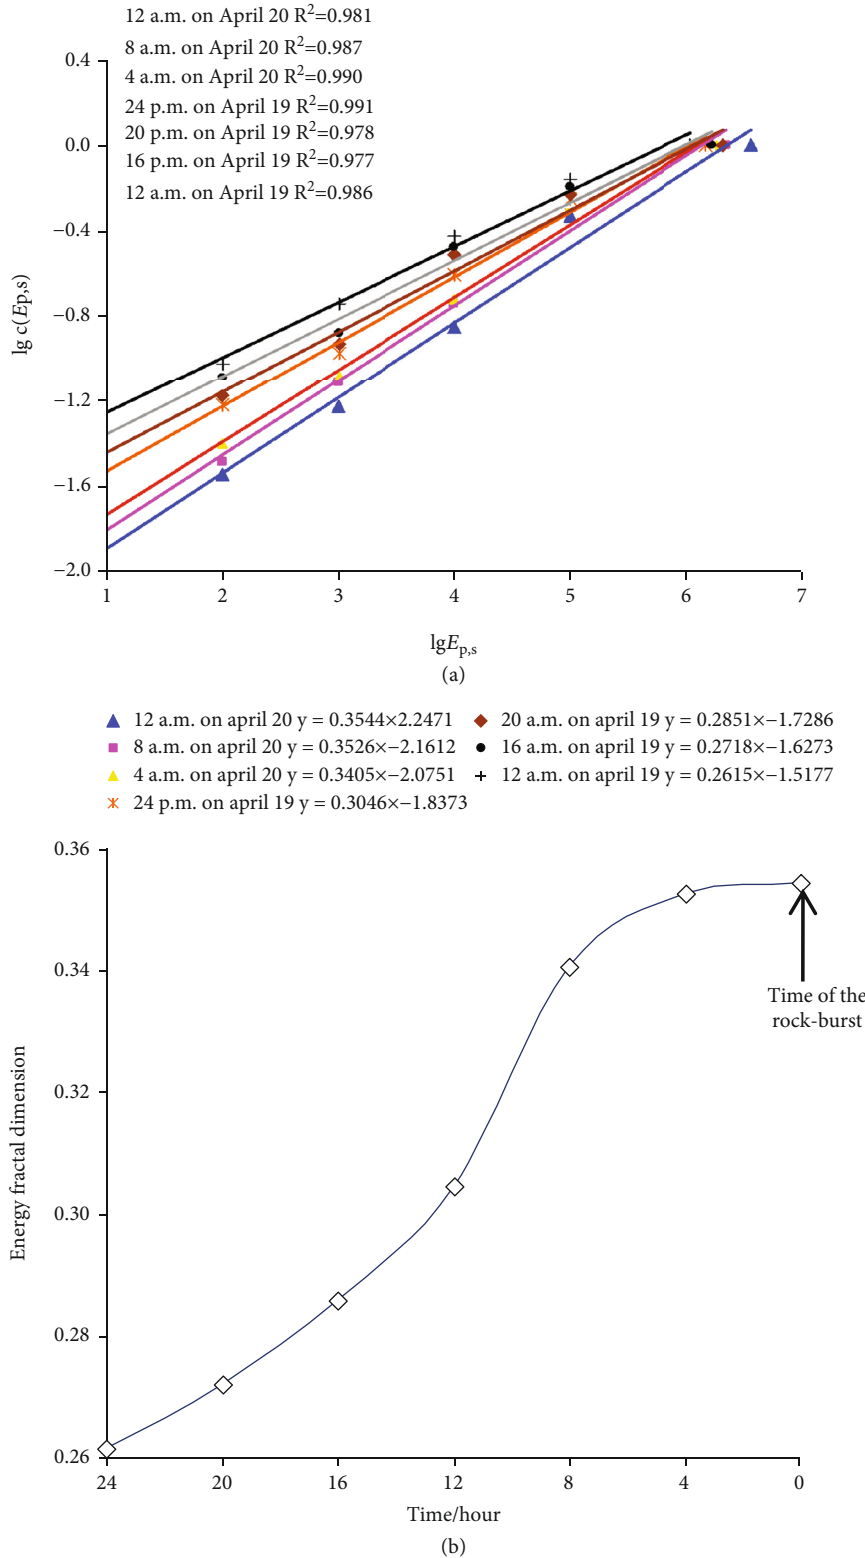 12 a.m. on April 20 R²=0.981
8 a.m. on April 20 R²=0.987
4 a.m. on April 20 R²=0.990
24 p.m. on April 19 R²=0.991
20 p.m. on April 19 R²=0.978
16 p.m. on April 19 R²=0.977
12 a.m. on April 19 R²=0.986
0.4
0.0
−0.4
−0.8
−1.2
−1.6
−2.0
lg c(Ep,s)
1 2 3 4 5 6 7
lgEp,s
(a)
12 a.m. on april 20 y = 0.3544×2.2471
8 a.m. on april 20 y = 0.3526×−2.1612
4 a.m. on april 20 y = 0.3405×−2.0751
24 p.m. on april 19 y = 0.3046×−1.8373
20 a.m. on april 19 y = 0.2851×−1.7286
16 a.m. on april 19 y = 0.2718×−1.6273
12 a.m. on april 19 y = 0.2615×−1.5177
0.36
0.34
0.32
0.30
0.28
0.26
Energy fractal dimension
Time of the
rock-burst
24 20 16 12 8 4 0
Time/hour
(b)